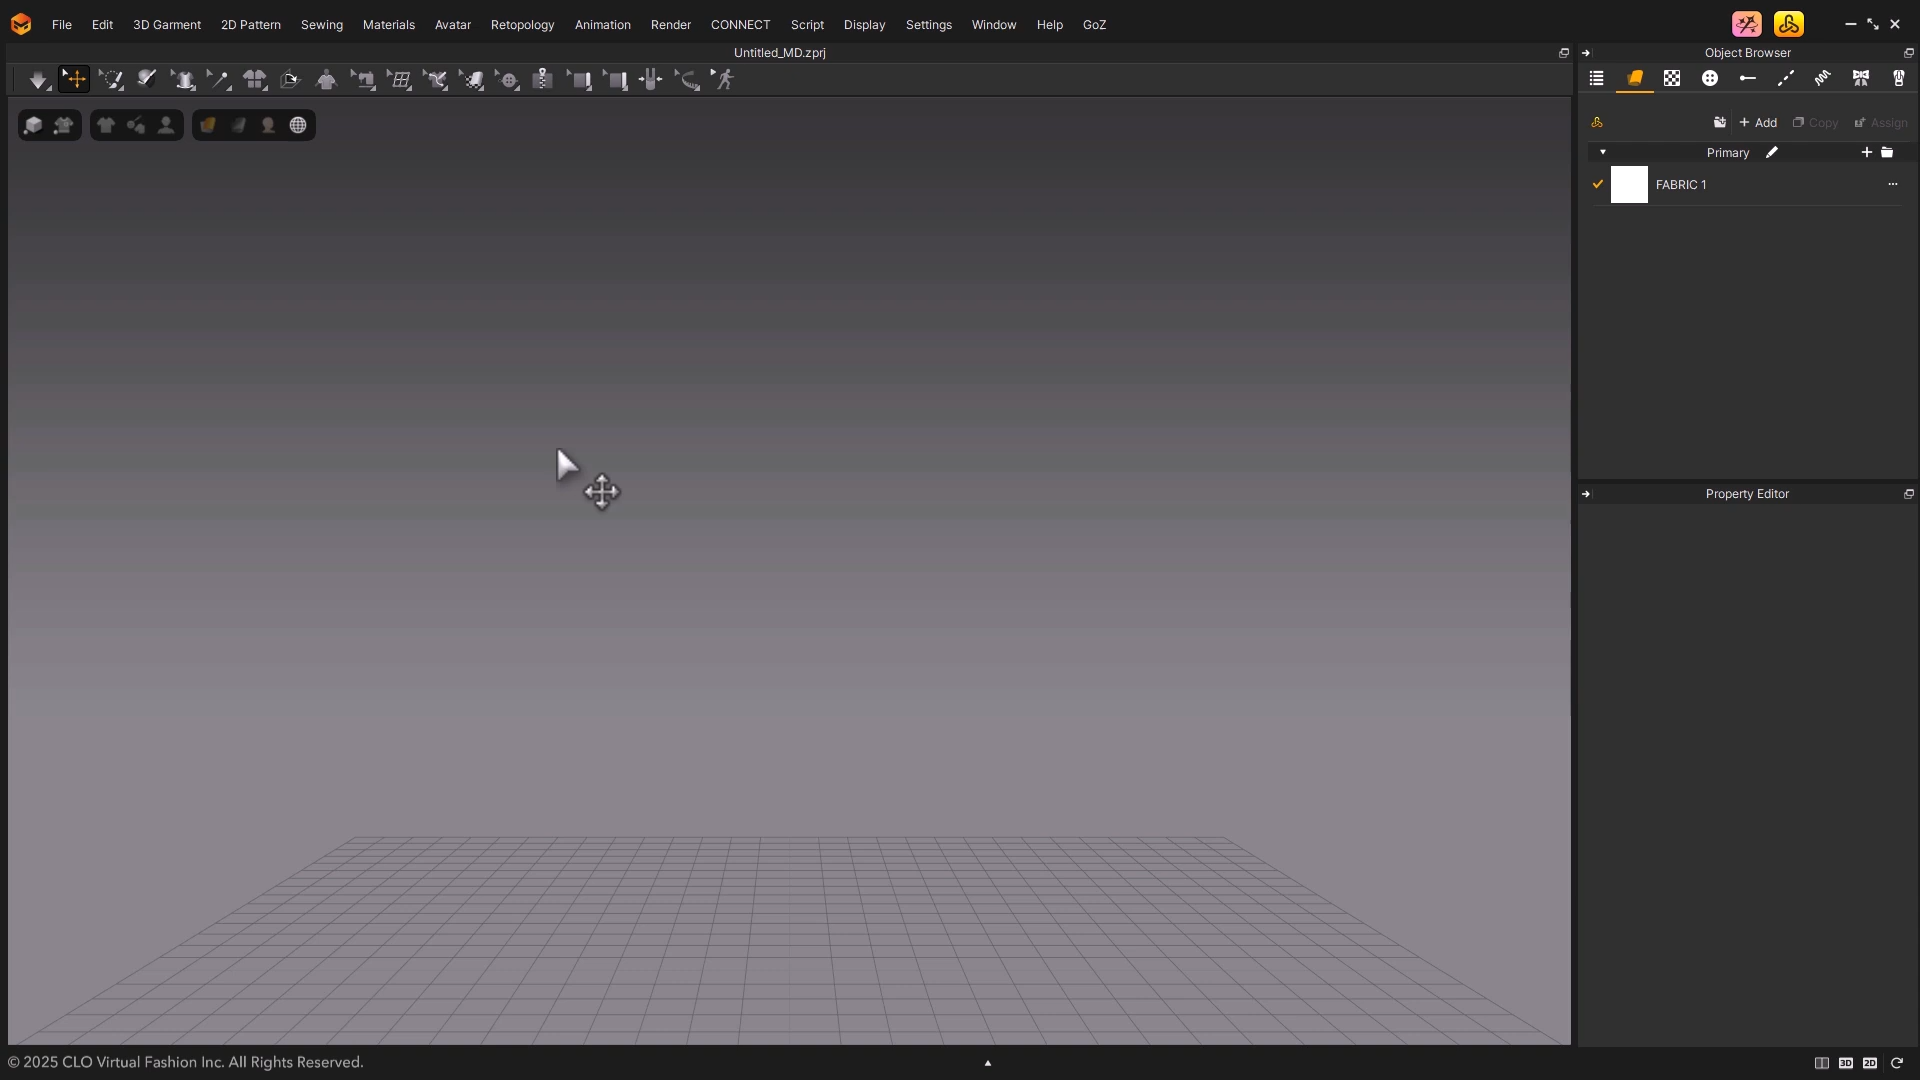 File Edit 3D Garment 2D Pattern Sewing Materials Avatar Retopology Animation Render CONNECT Script Display Settings Window Help GoZ
Untitled_MD.zprj
Object Browser
+ Add Copy Assign
Primary
FABRIC 1
Property Editor
© 2025 CLO Virtual Fashion Inc. All Rights Reserved.
3D 2D